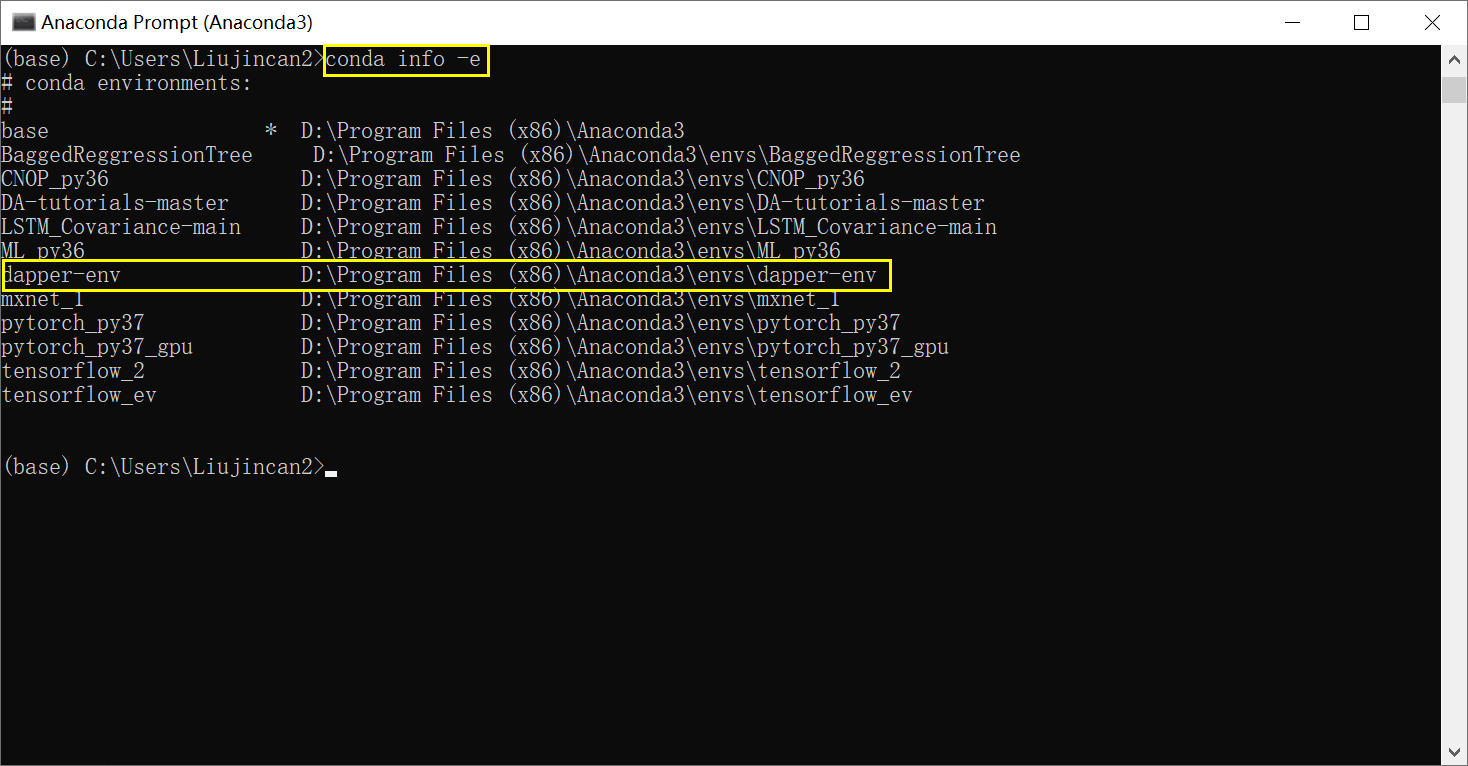 Anaconda Prompt (Anaconda3)
(base) C:\Users\Liujincan2>conda info -e
# conda environments:
#
base                  *  D:\Program Files (x86)\Anaconda3
BaggedReggressionTree     D:\Program Files (x86)\Anaconda3\envs\BaggedReggressionTree
CNOP_py36                D:\Program Files (x86)\Anaconda3\envs\CNOP_py36
DA-tutorials-master      D:\Program Files (x86)\Anaconda3\envs\DA-tutorials-master
LSTM_Covariance-main     D:\Program Files (x86)\Anaconda3\envs\LSTM_Covariance-main
ML_py36                  D:\Program Files (x86)\Anaconda3\envs\ML_py36
dapper-env               D:\Program Files (x86)\Anaconda3\envs\dapper-env
mxnet_1                  D:\Program Files (x86)\Anaconda3\envs\mxnet_1
pytorch_py37             D:\Program Files (x86)\Anaconda3\envs\pytorch_py37
pytorch_py37_gpu         D:\Program Files (x86)\Anaconda3\envs\pytorch_py37_gpu
tensorflow_2             D:\Program Files (x86)\Anaconda3\envs\tensorflow_2
tensorflow_ev            D:\Program Files (x86)\Anaconda3\envs\tensorflow_ev
(base) C:\Users\Liujincan2>